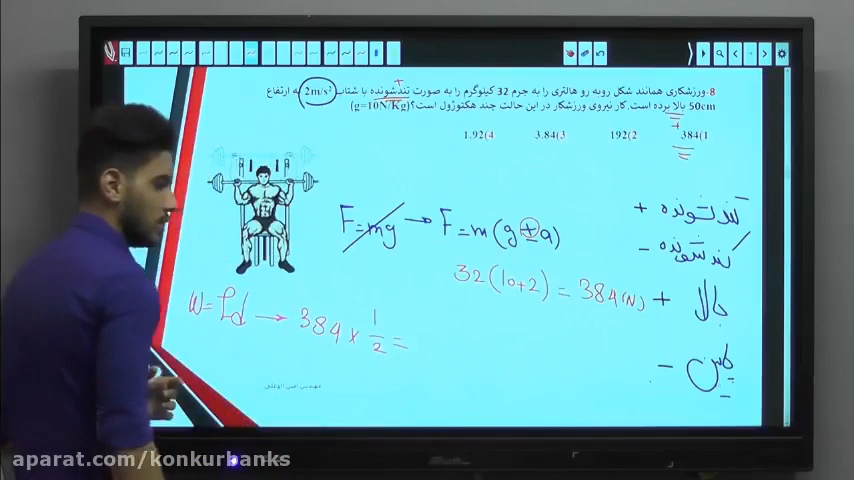 8-ورزشکاری همانند شکل روبه رو هالتری را به جرم 32 کیلوگرم را به صورت تندشونده با شتاب 2m/s² به ارتفاع
50cm بالا برده است.کار نیروی ورزشکار در این حالت چند هکتوژول است؟(g=10N/Kg)
384(1 192(2 3.84(3 1.92(4
+
+
F=mg → F=m(g±a)
32(10+2) = 384(N)
W=Fd → 384 × 1/2 =
تندشونده +
کندشونده -
بالا +
پایین -
aparat.com/konkurbanks